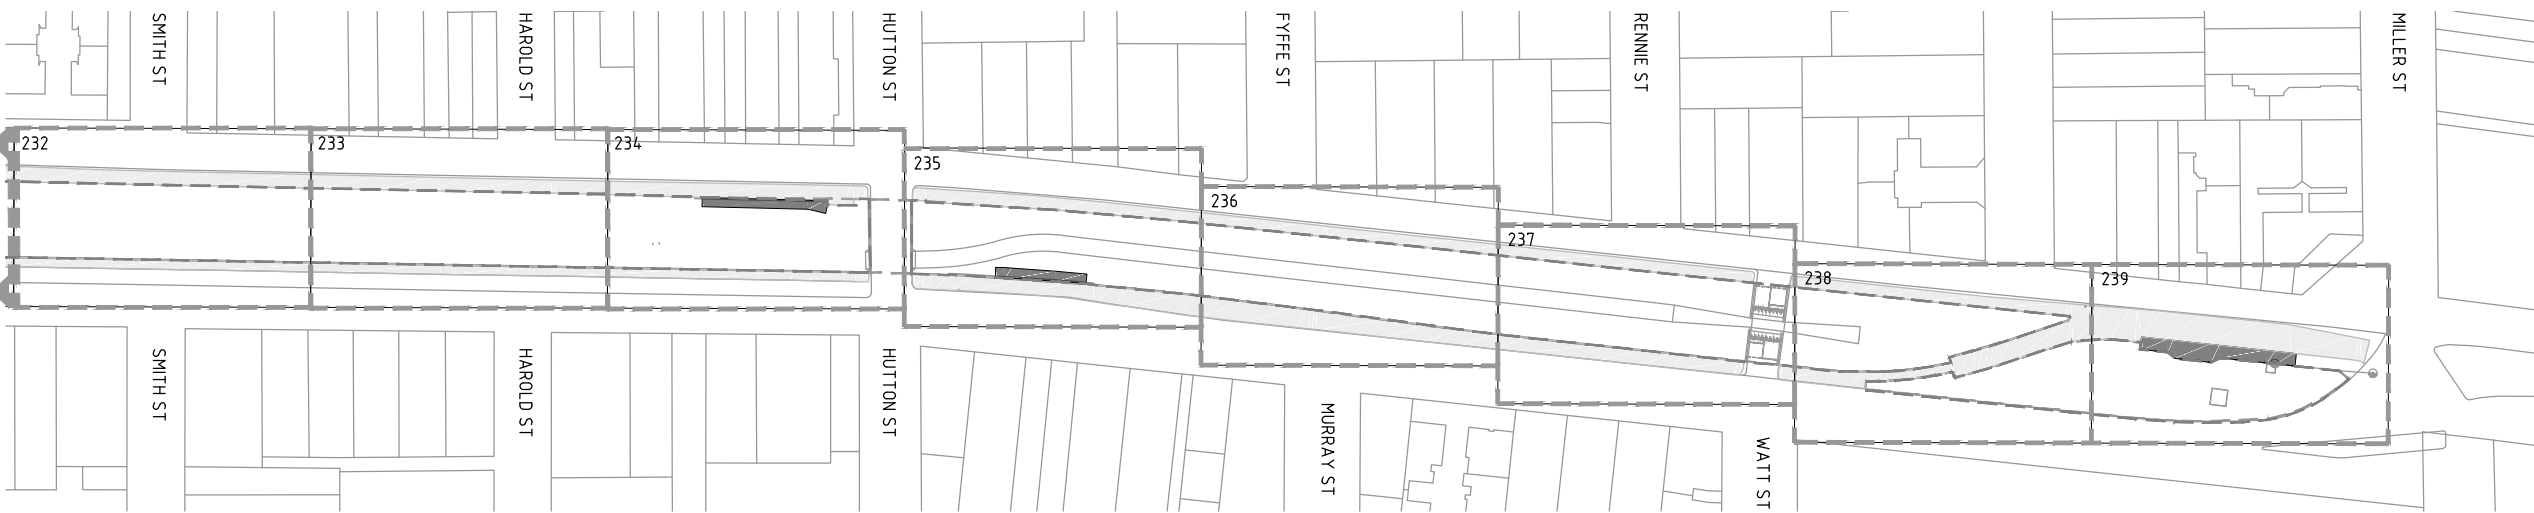 SMITH ST
HAROLD ST
HUTTON ST
FYFFE ST
RENNIE ST
MILLER ST
232
233
234
235
236
237
238
239
SMITH ST
HAROLD ST
HUTTON ST
MURRAY ST
WATT ST